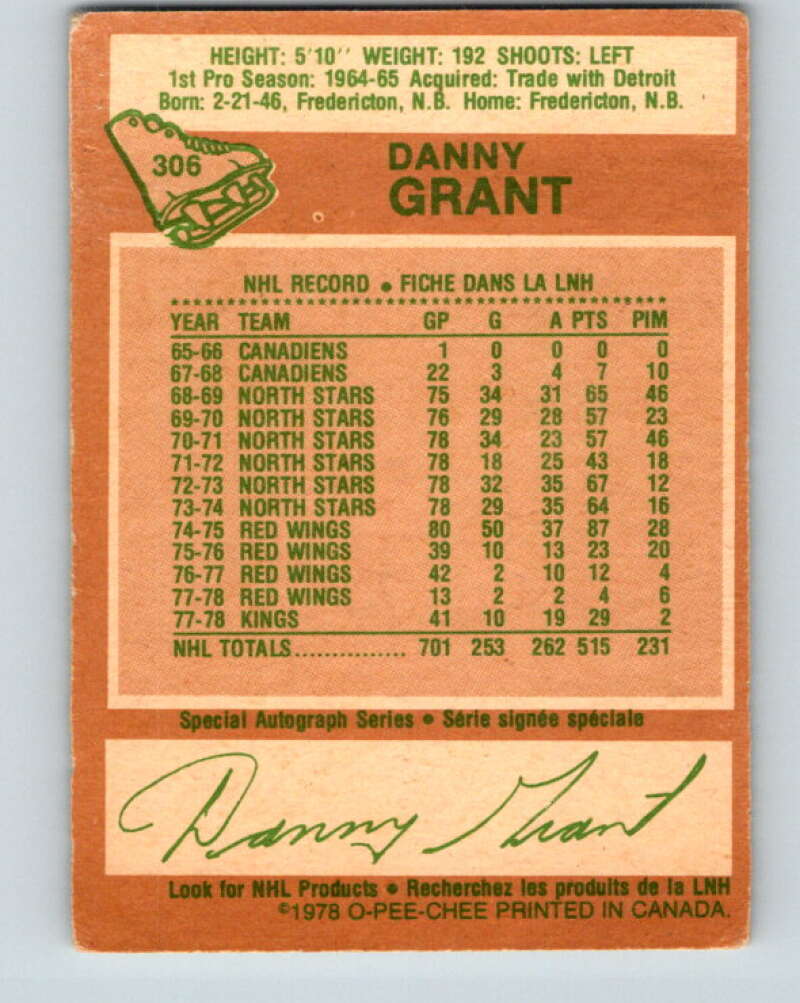 HEIGHT: 5'10'' WEIGHT: 192 SHOOTS: LEFT
1st Pro Season: 1964-65 Acquired: Trade with Detroit
Born: 2-21-46, Fredericton, N.B. Home: Fredericton, N.B.
306
DANNY
GRANT
NHL RECORD • FICHE DANS LA LNH
YEAR TEAM GP G A PTS PIM
65-66 CANADIENS 1 0 0 0 0
67-68 CANADIENS 22 3 4 7 10
68-69 NORTH STARS 75 34 31 65 46
69-70 NORTH STARS 76 29 28 57 23
70-71 NORTH STARS 78 34 23 57 46
71-72 NORTH STARS 78 18 25 43 18
72-73 NORTH STARS 78 32 35 67 12
73-74 NORTH STARS 78 29 35 64 16
74-75 RED WINGS 80 50 37 87 28
75-76 RED WINGS 39 10 13 23 20
76-77 RED WINGS 42 2 10 12 4
77-78 RED WINGS 13 2 2 4 6
77-78 KINGS 41 10 19 29 2
NHL TOTALS............... 701 253 262 515 231
Special Autograph Series • Série signée spéciale
Danny Grant
Look for NHL Products • Recherchez les produits de la LNH
©1978 O-PEE-CHEE PRINTED IN CANADA.